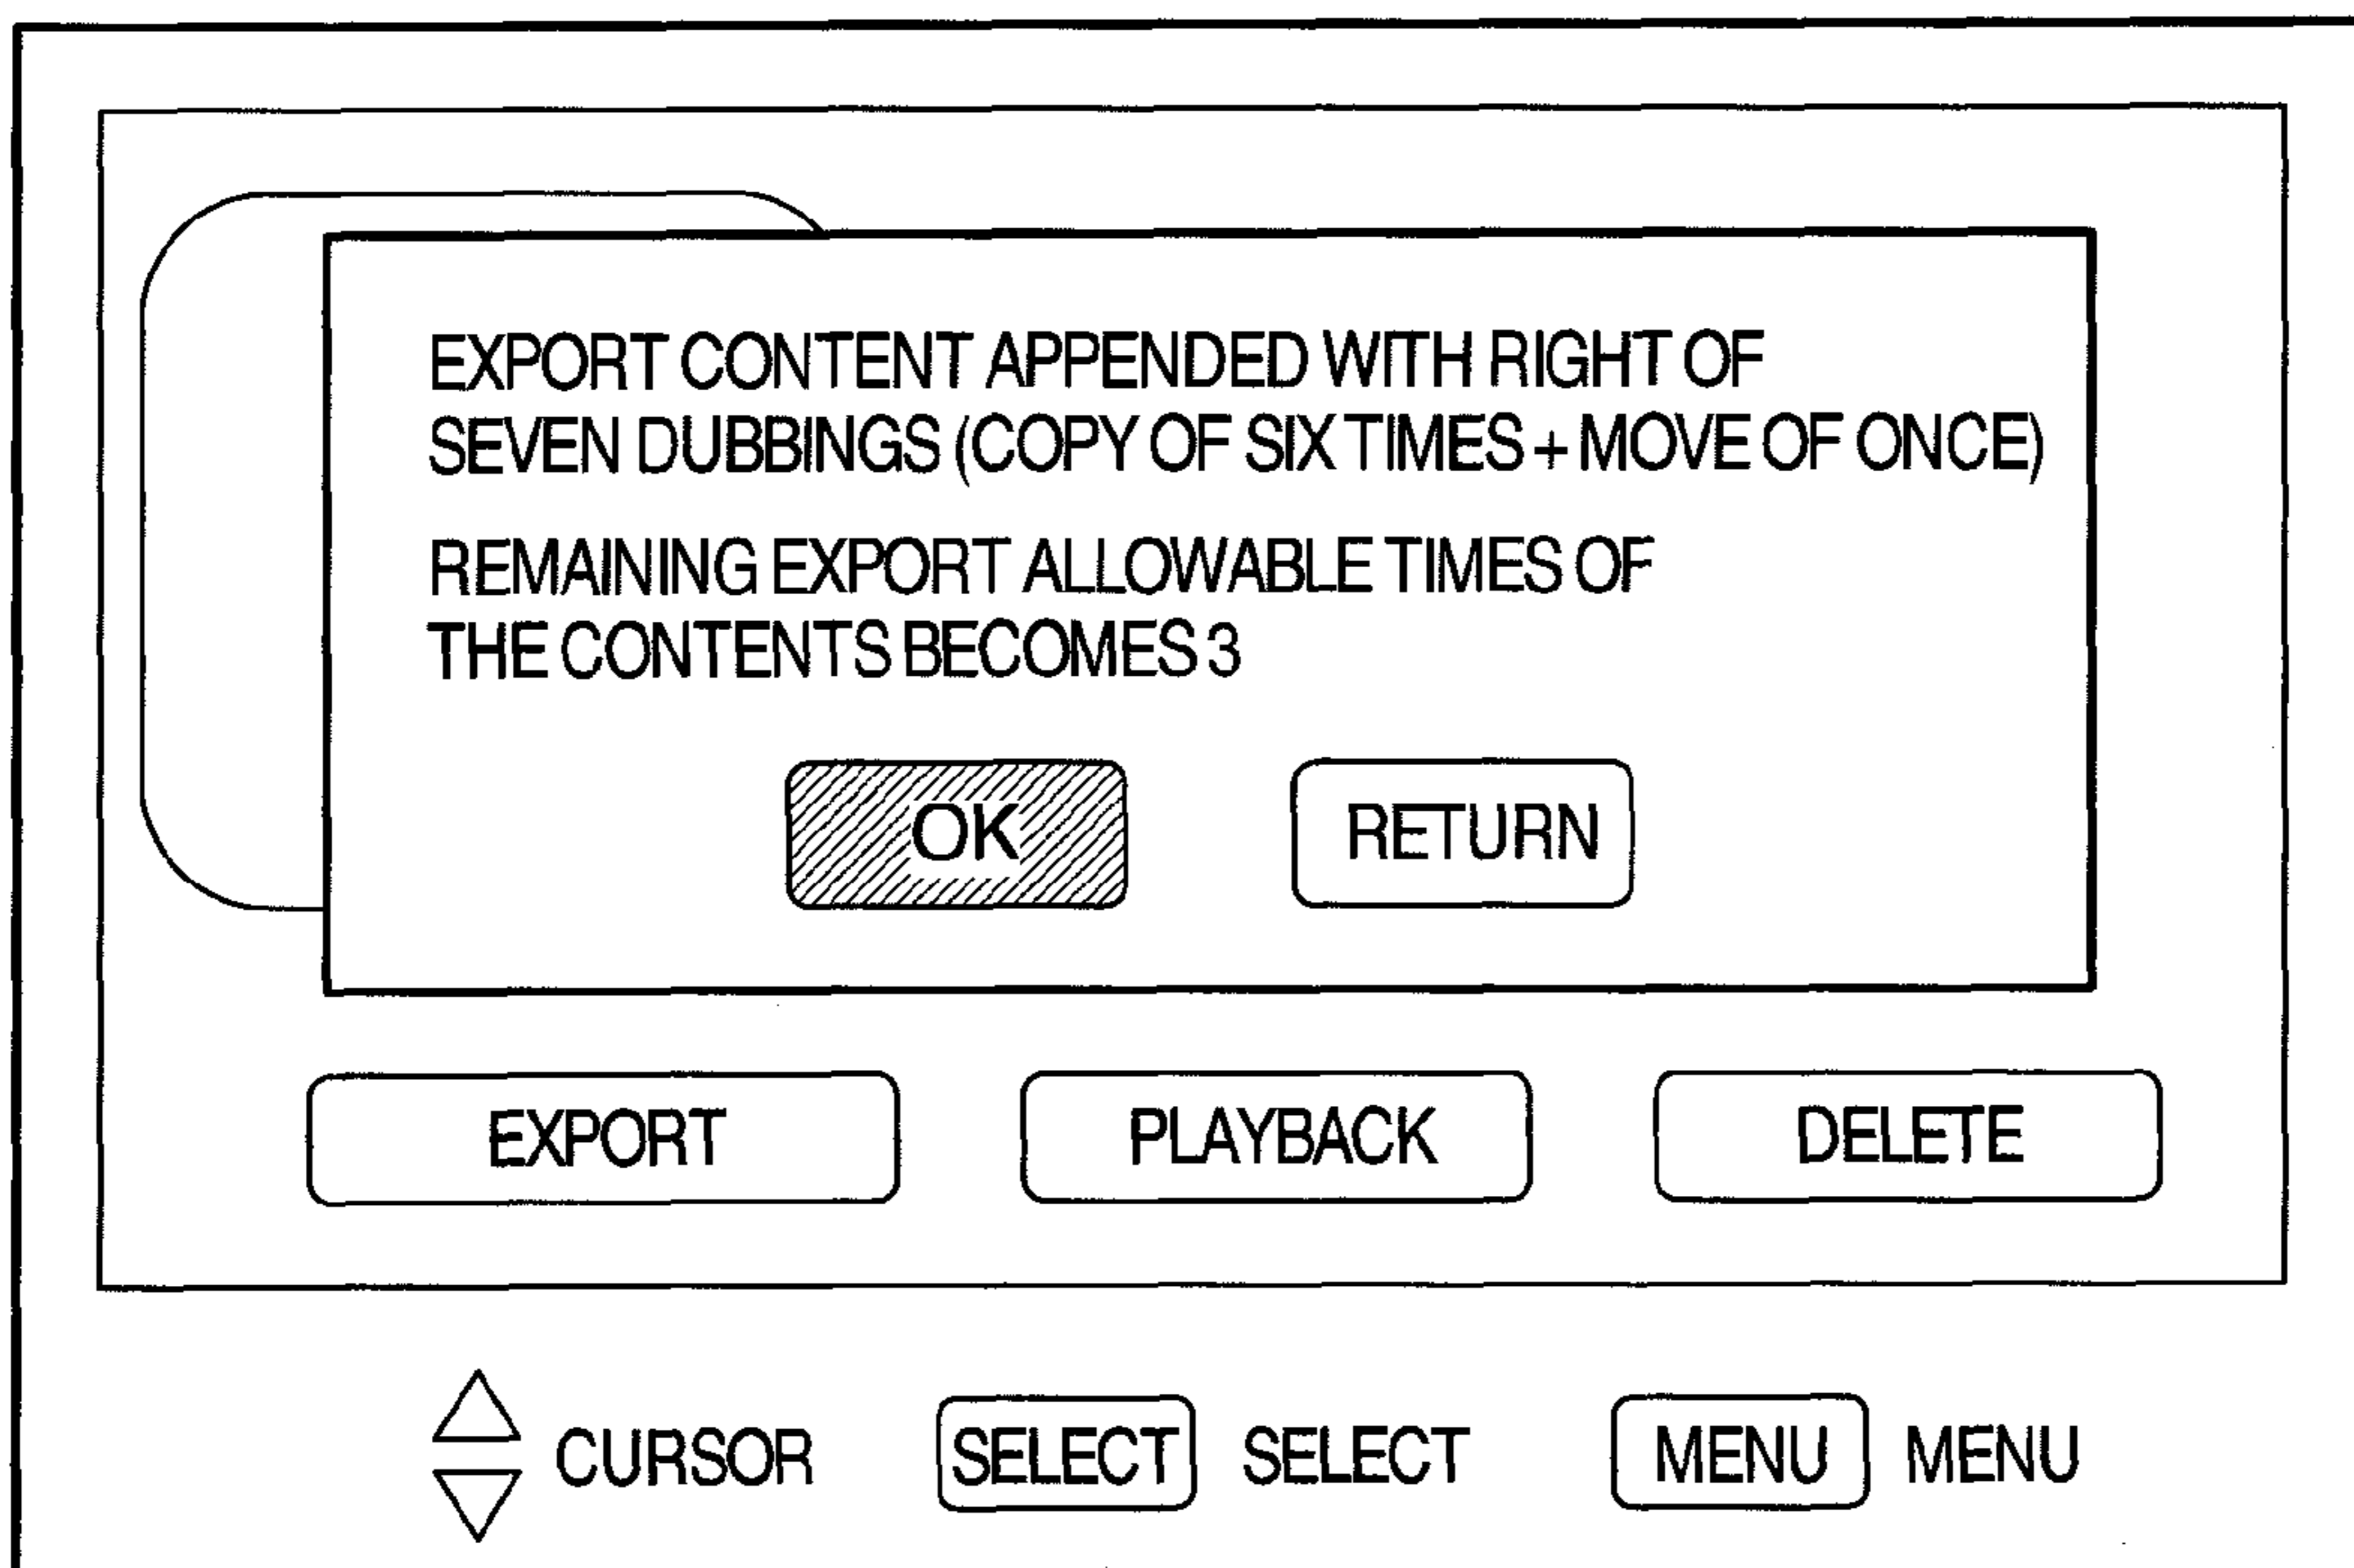 EXPORT CONTENT APPENDED WITH RIGHT OF
SEVEN DUBBINGS (COPY OF SIX TIMES + MOVE OF ONCE)
REMAINING EXPORT ALLOWABLE TIMES OF
THE CONTENTS BECOMES 3
OK RETURN
EXPORT PLAYBACK DELETE
CURSOR SELECT SELECT MENU MENU